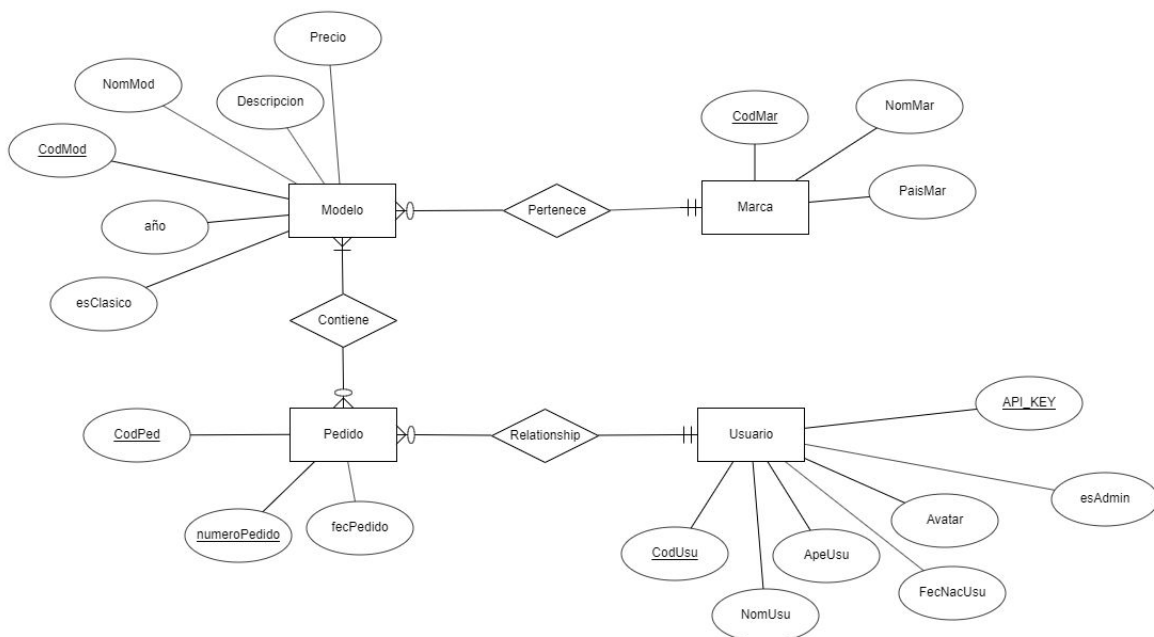 Precio
NomMod
Descripcion
CodMar
NomMar
CodMod
PaisMar
Modelo
Pertenece
Marca
año
esClasico
Contiene
API_KEY
CodPed
Pedido
Relationship
Usuario
esAdmin
numeroPedido
fecPedido
Avatar
CodUsu
ApeUsu
FecNacUsu
NomUsu